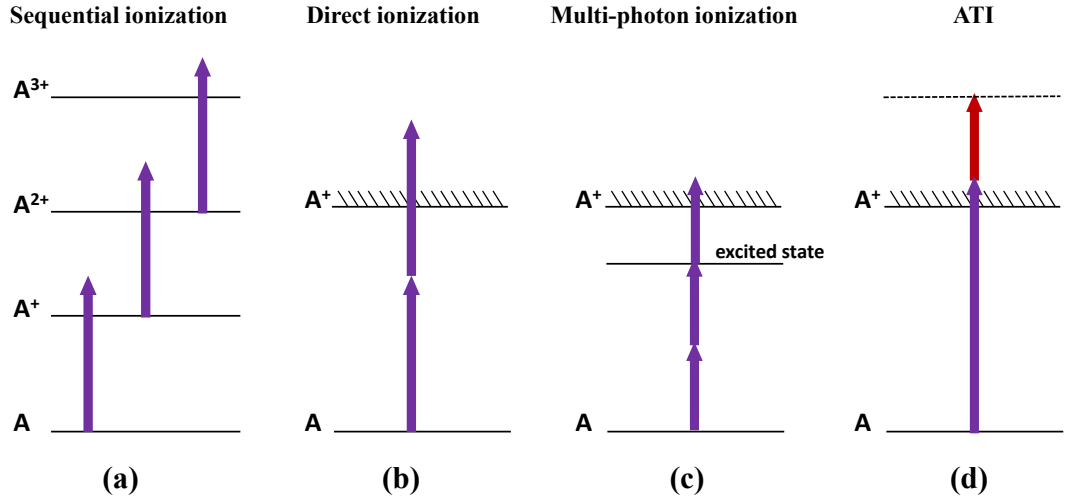 Sequential ionization
Direct ionization
Multi-photon ionization
ATI
A³⁺
A²⁺
A⁺
A
A⁺
A
A⁺
excited state
A
A⁺
A
(a)
(b)
(c)
(d)